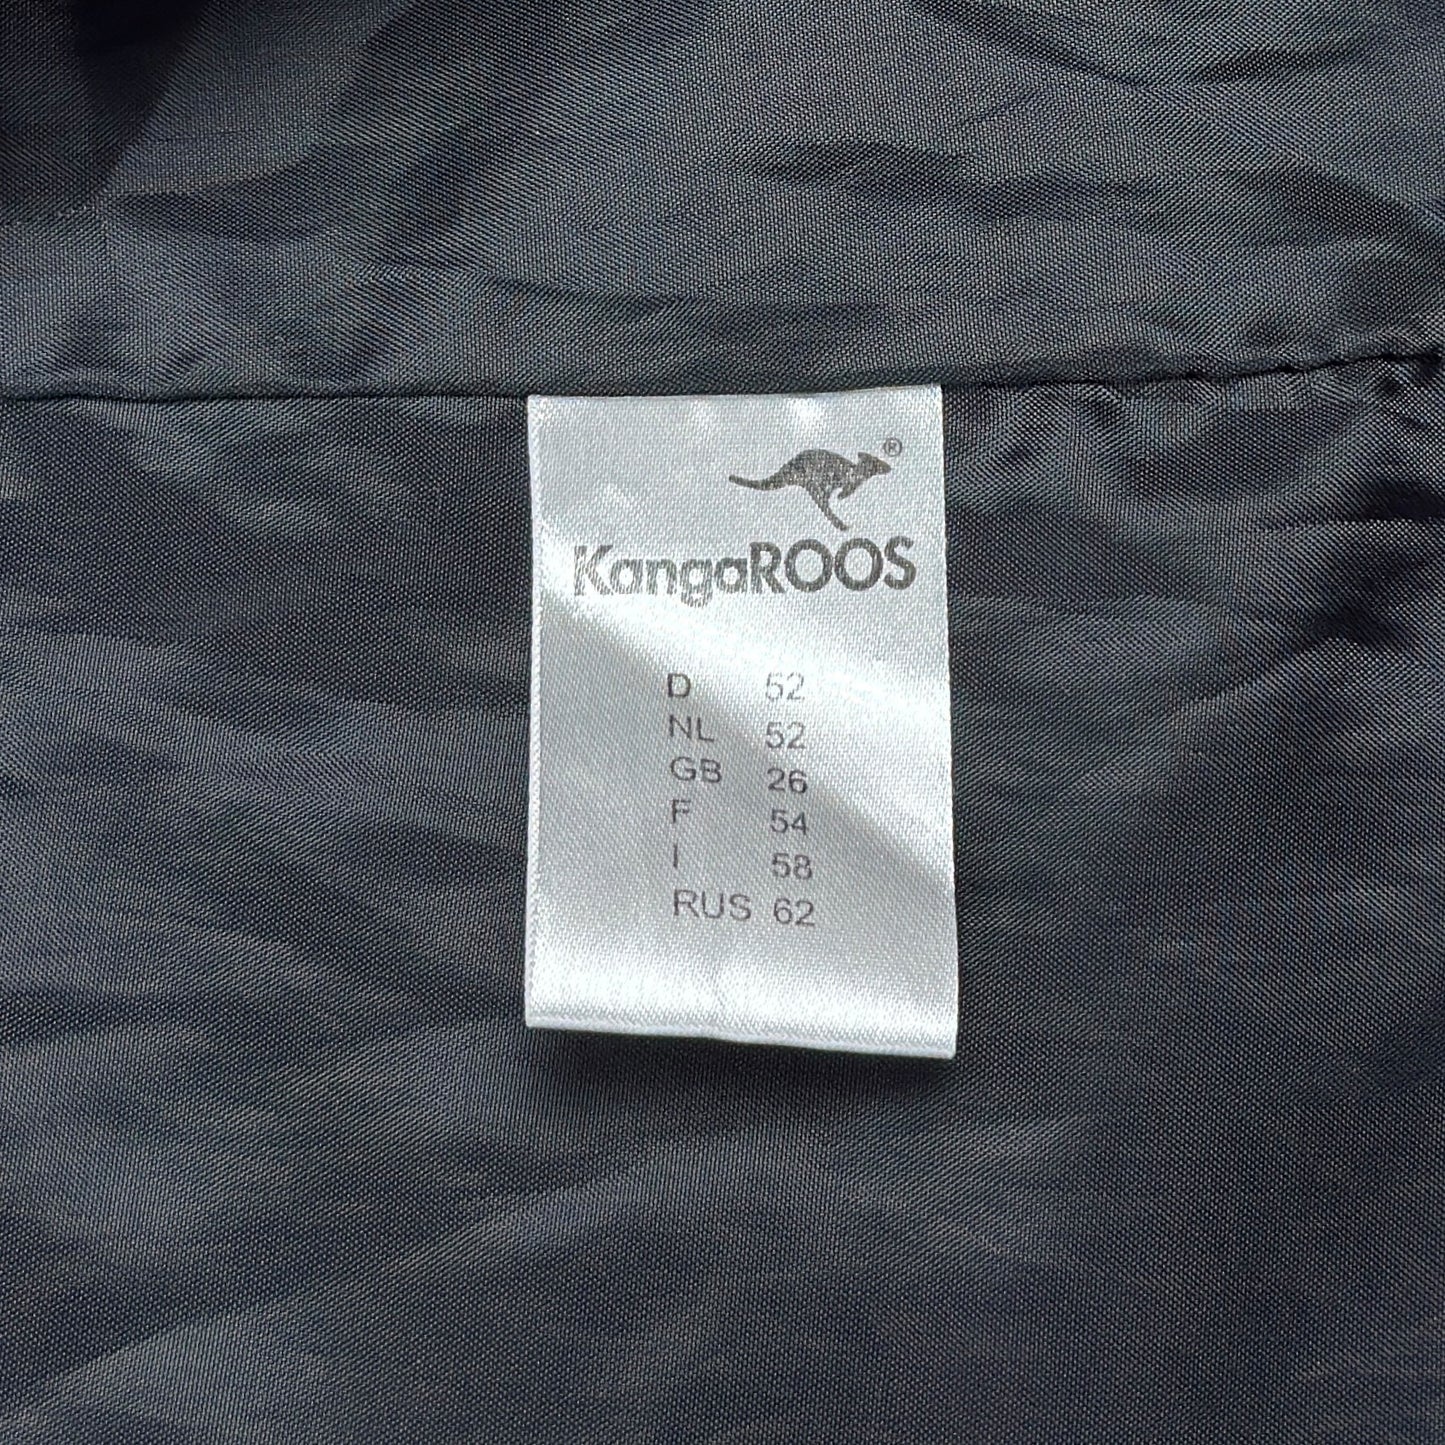 ®
KangaROOS
D 52
NL 52
GB 26
F 54
I 58
RUS 62